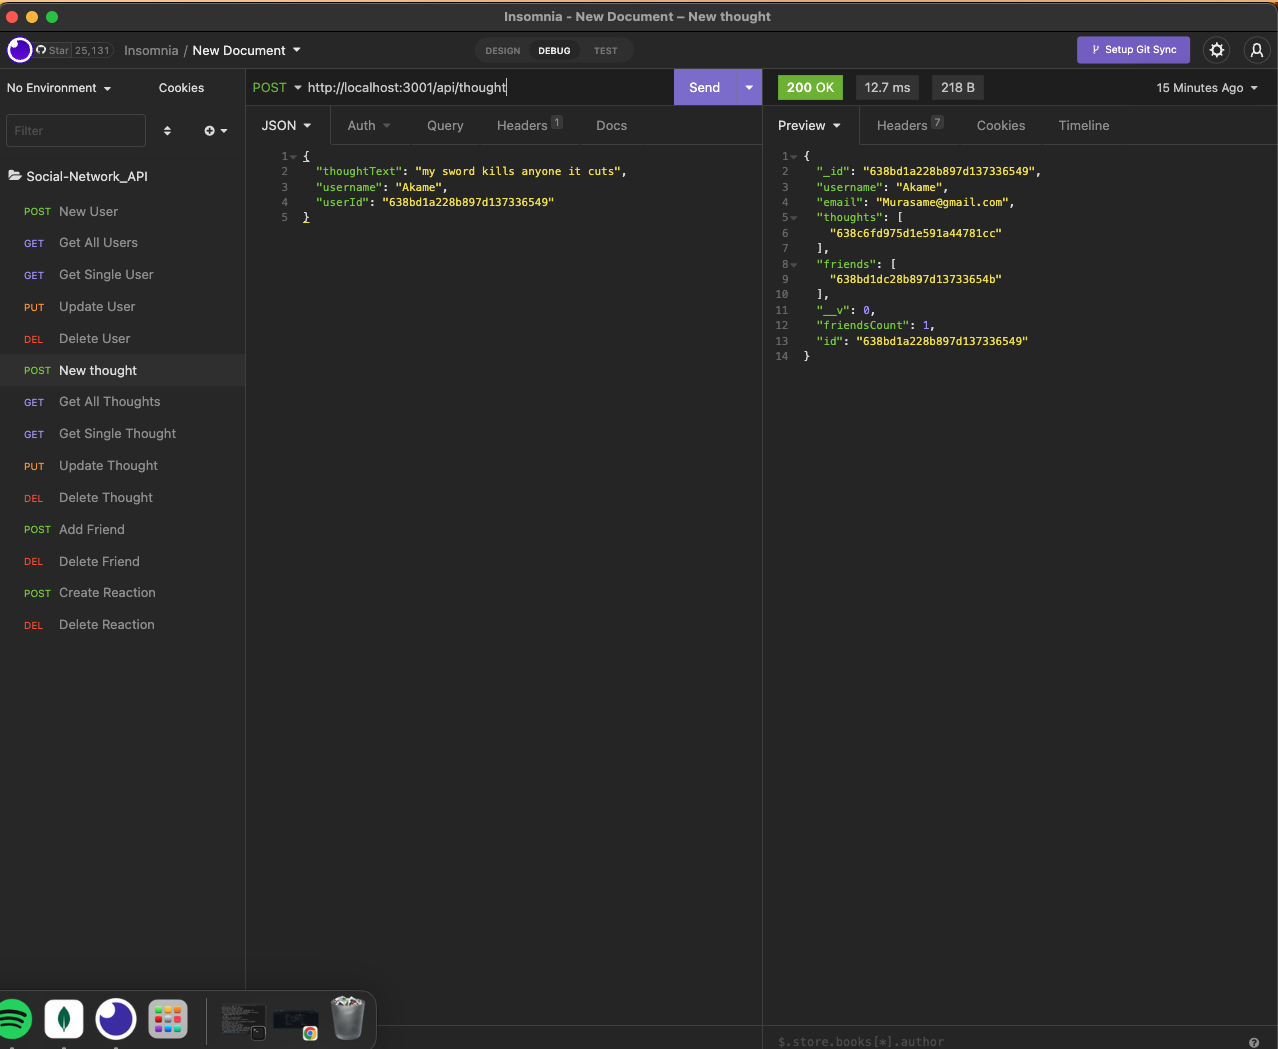 Insomnia - New Document – New thought
Star 25,131 Insomnia / New Document
DESIGN DEBUG TEST
Setup Git Sync
No Environment Cookies
POST http://localhost:3001/api/thought Send
200 OK 12.7 ms 218 B 15 Minutes Ago
Filter
JSON Auth Query Headers 1 Docs
Preview Headers 7 Cookies Timeline
Social-Network_API
POST New User
GET Get All Users
GET Get Single User
PUT Update User
DEL Delete User
POST New thought
GET Get All Thoughts
GET Get Single Thought
PUT Update Thought
DEL Delete Thought
POST Add Friend
DEL Delete Friend
POST Create Reaction
DEL Delete Reaction
1 {
2 "thoughtText": "my sword kills anyone it cuts",
3 "username": "Akame",
4 "userId": "638bd1a228b897d137336549"
5 }
1 {
2 "_id": "638bd1a228b897d137336549",
3 "username": "Akame",
4 "email": "Murasame@gmail.com",
5 "thoughts": [
6 "638c6fd975d1e591a44781cc"
7 ],
8 "friends": [
9 "638bd1dc28b897d13733654b"
10 ],
11 "__v": 0,
12 "friendsCount": 1,
13 "id": "638bd1a228b897d137336549"
14 }
$.store.books[*].author